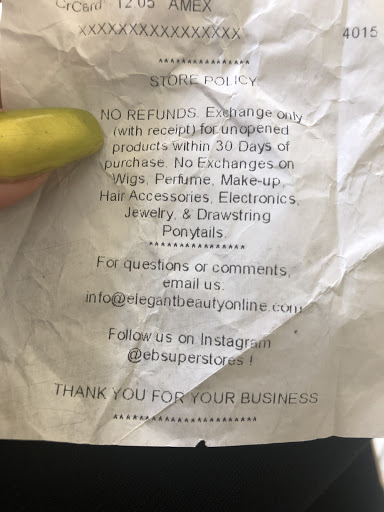 CrCard 12.05 AMEX
XXXXXXXXXXXXXXXX 4015
****************
STORE POLICY
NO REFUNDS. Exchange only
(with receipt) for unopened
products within 30 Days of
purchase. No Exchanges on
Wigs, Perfume, Make-up,
Hair Accessories, Electronics,
Jewelry, & Drawstring
Ponytails.
****************
For questions or comments,
email us.
info@elegantbeautyonline.com
Follow us on Instagram
@ebsuperstores !
THANK YOU FOR YOUR BUSINESS
************************